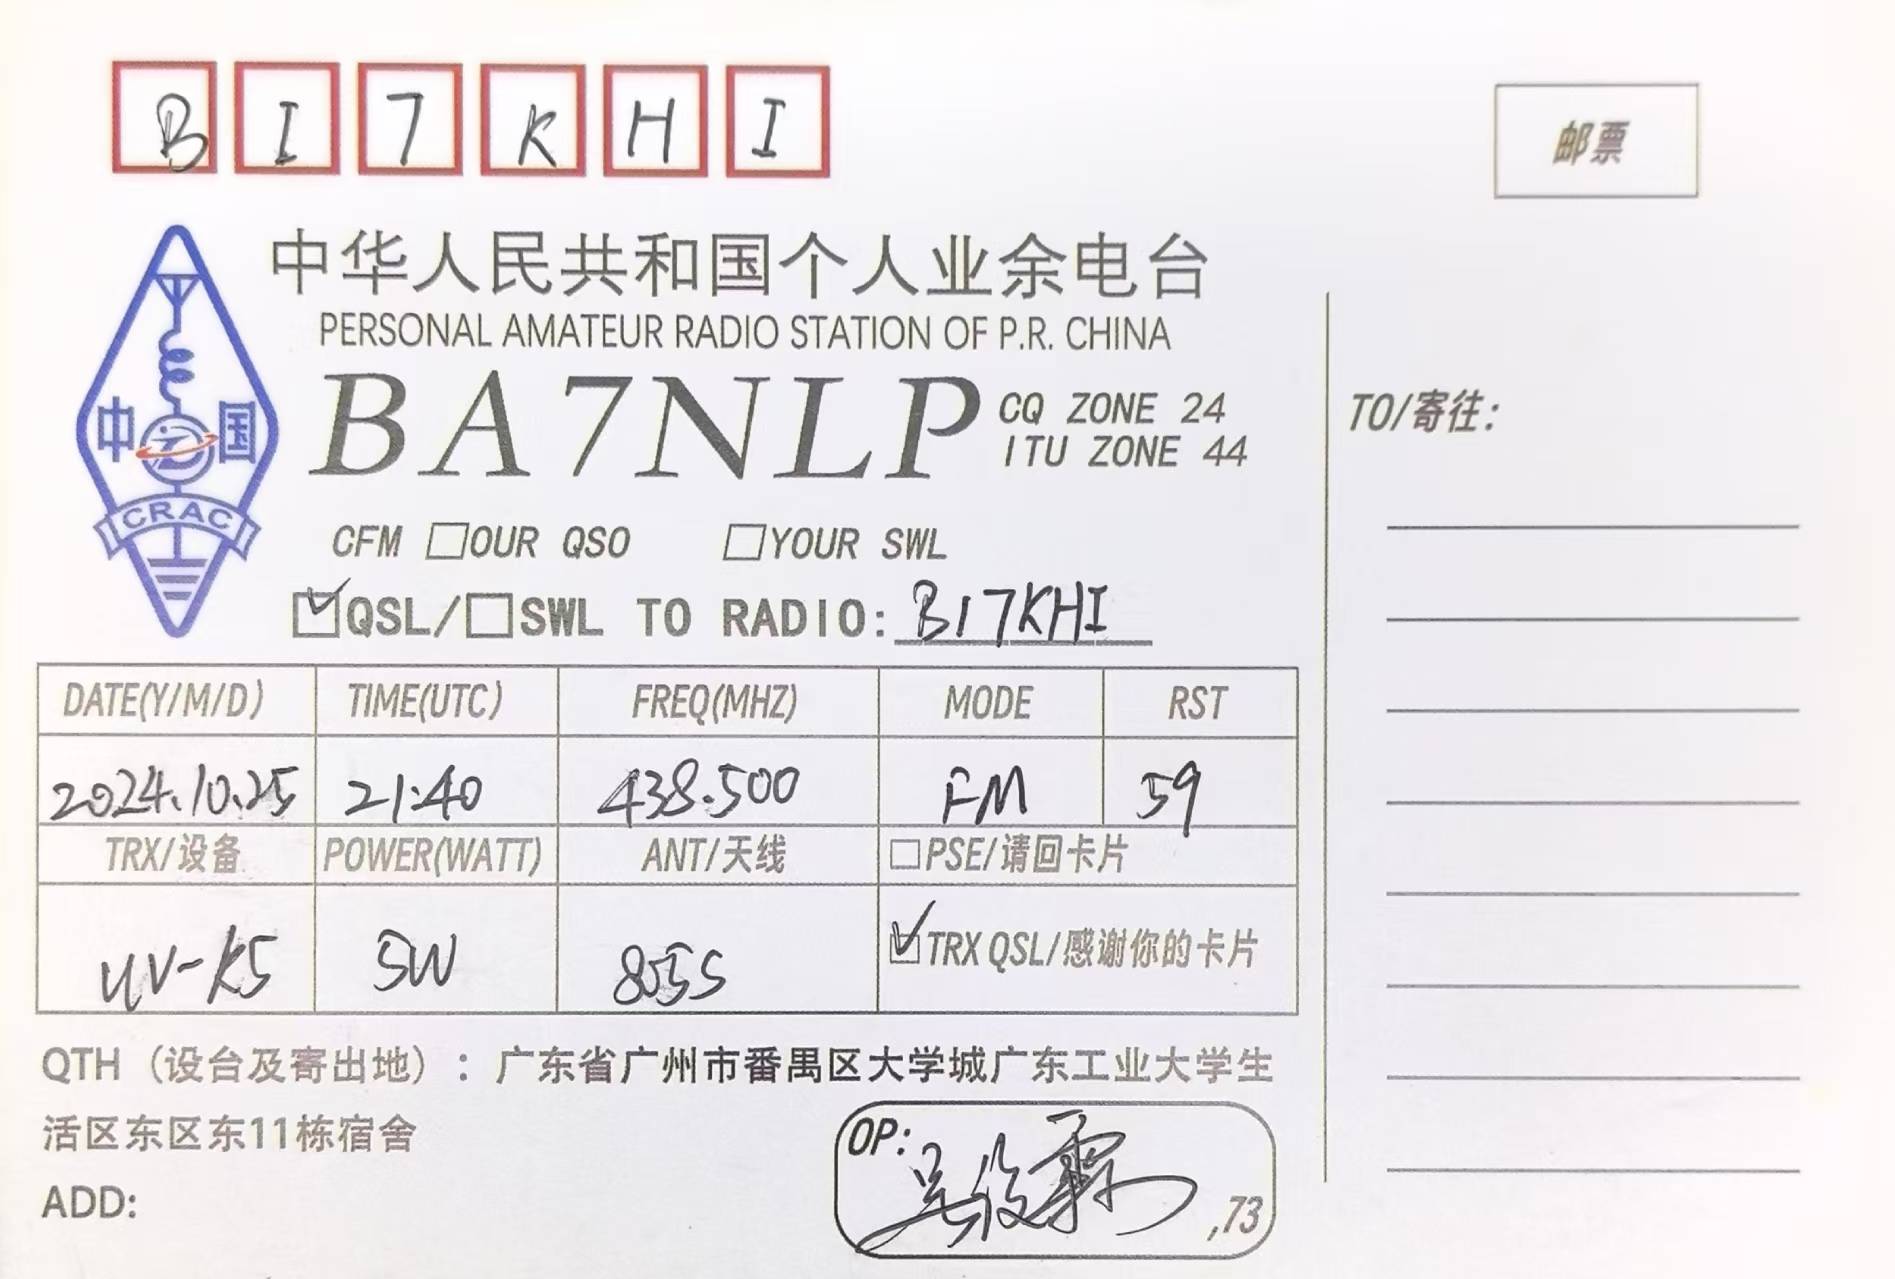 BI7KHI
邮票
中华人民共和国个人业余电台
PERSONAL AMATEUR RADIO STATION OF P.R. CHINA
中国
CRAC
BA7NLP
CQ ZONE 24
ITU ZONE 44
CFM □OUR QSO □YOUR SWL
☑QSL/□SWL TO RADIO: BI7KHI
DATE(Y/M/D) TIME(UTC) FREQ(MHZ) MODE RST
2024.10.25 21:40 438.500 FM 59
TRX/设备 POWER(WATT) ANT/天线 □PSE/请回卡片
UV-K5 5W 805S ☑TRX QSL/感谢你的卡片
QTH（设台及寄出地）：广东省广州市番禺区大学城广东工业大学生
活区东区东11栋宿舍
ADD:
OP: ,73
TO/寄往: